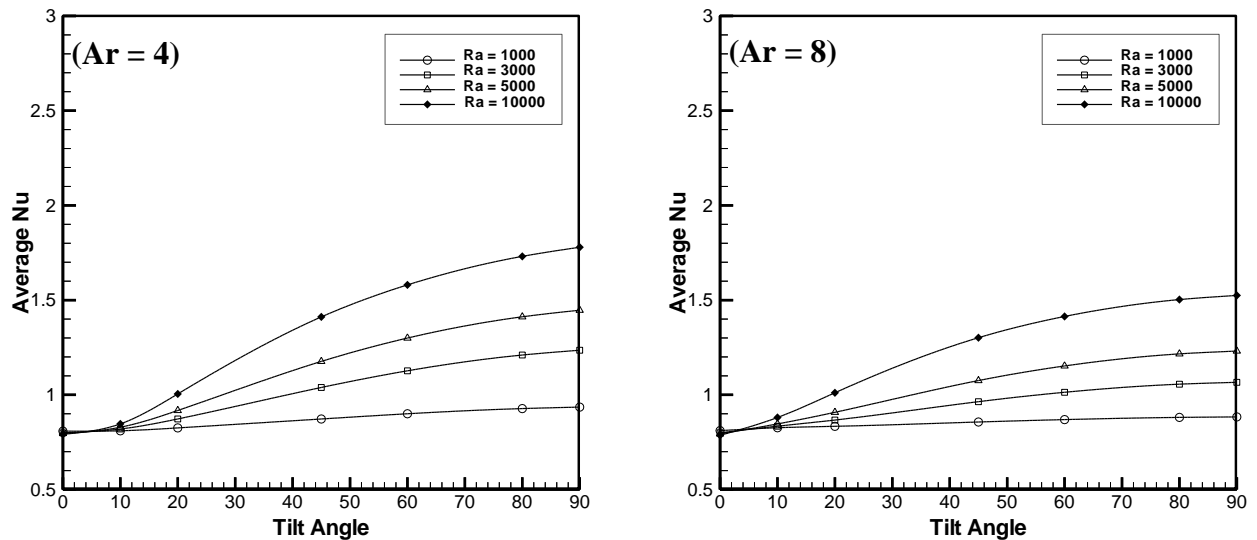 (Ar = 4)
Ra = 1000
Ra = 3000
Ra = 5000
Ra = 10000
Average Nu
3
2.5
2
1.5
1
0.5
0 10 20 30 40 50 60 70 80 90
Tilt Angle
(Ar = 8)
Ra = 1000
Ra = 3000
Ra = 5000
Ra = 10000
Average Nu
3
2.5
2
1.5
1
0.5
0 10 20 30 40 50 60 70 80 90
Tilt Angle